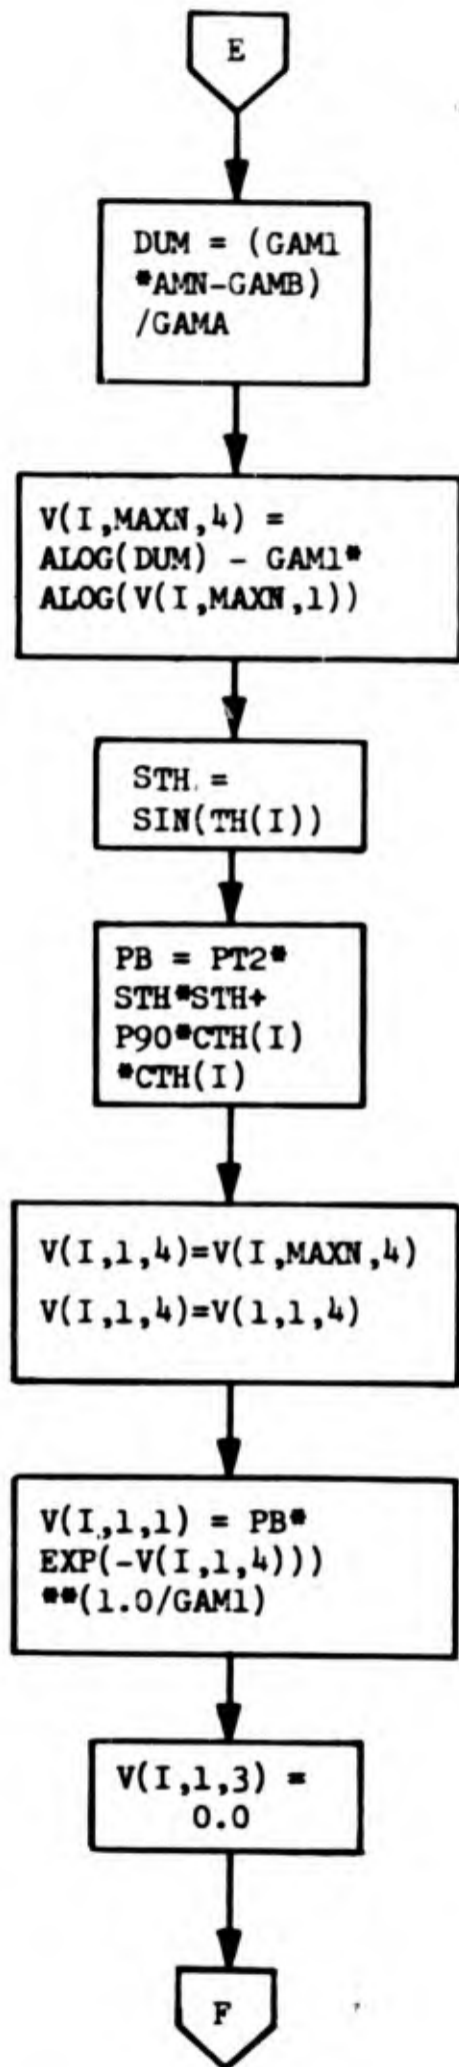 E
DUM = (GAM1
*AMN-GAMB)
/GAMA
V(I,MAXN,4) =
ALOG(DUM) - GAM1*
ALOG(V(I,MAXN,1))
STH =
SIN(TH(I))
PB = PT2*
STH*STH+
P90*CTH(I)
*CTH(I)
V(I,1,4)=V(I,MAXN,4)
V(I,1,4)=V(1,1,4)
V(I,1,1) = PB*
EXP(-V(I,1,4)))
**(1.0/GAM1)
V(I,1,3) =
0.0
F